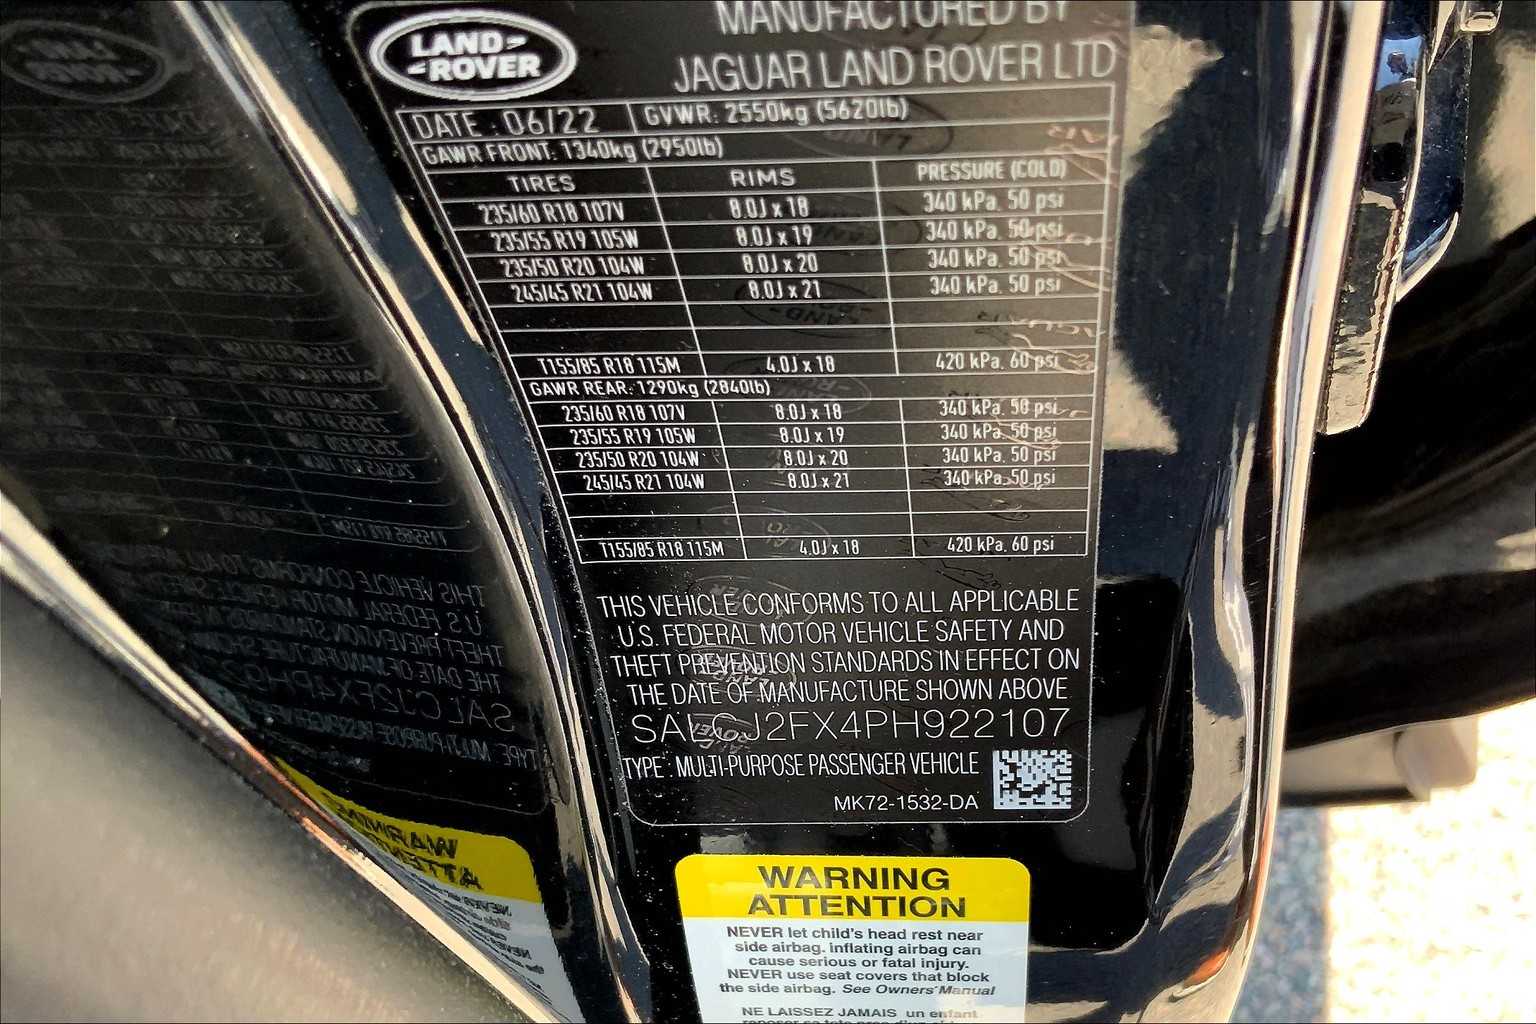 LAND-
-ROVER
MANUFACTURED BY
JAGUAR LAND ROVER LTD
DATE : 06/22 GVWR: 2550kg (5620lb)
GAWR FRONT: 1340kg (2950lb)
TIRES RIMS PRESSURE (COLD)
235/60 R18 107V 8.0J x 18 340 kPa. 50 psi
235/55 R19 105W 8.0J x 19 340 kPa. 50 psi
235/50 R20 104W 8.0J x 20 340 kPa. 50 psi
245/45 R21 104W 8.0J x 21 340 kPa. 50 psi
T155/85 R18 115M 4.0J x 18 420 kPa. 60 psi
GAWR REAR: 1290kg (2840lb)
235/60 R18 107V 8.0J x 18 340 kPa. 50 psi
235/55 R19 105W 8.0J x 19 340 kPa. 50 psi
235/50 R20 104W 8.0J x 20 340 kPa. 50 psi
245/45 R21 104W 8.0J x 21 340 kPa. 50 psi
T155/85 R18 115M 4.0J x 18 420 kPa. 60 psi
THIS VEHICLE CONFORMS TO ALL APPLICABLE
U.S. FEDERAL MOTOR VEHICLE SAFETY AND
THEFT PREVENTION STANDARDS IN EFFECT ON
THE DATE OF MANUFACTURE SHOWN ABOVE
SALCJ2FX4PH922107
TYPE : MULTI-PURPOSE PASSENGER VEHICLE
MK72-1532-DA
WARNING
ATTENTION
NEVER let child's head rest near
side airbag. inflating airbag can
cause serious or fatal injury.
NEVER use seat covers that block
the side airbag. See Owners' Manual
NE LAISSEZ JAMAIS un enfant